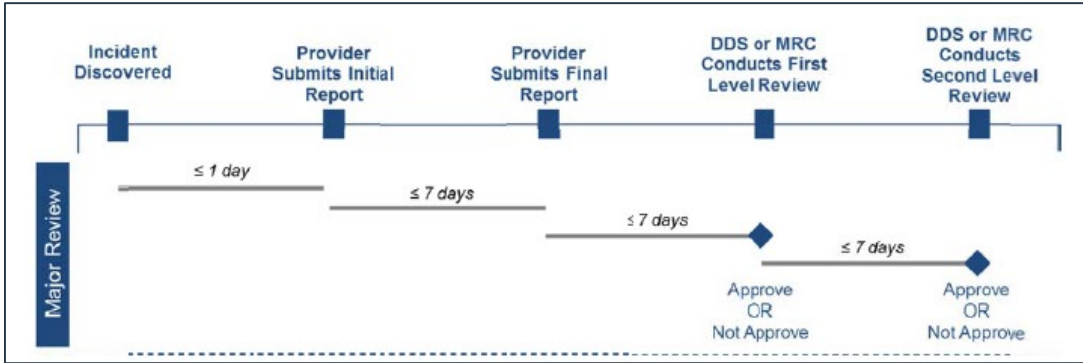 Incident
Discovered
Provider
Submits Initial
Report
Provider
Submits Final
Report
DDS or MRC
Conducts First
Level Review
DDS or MRC
Conducts
Second Level
Review
Major Review
≤ 1 day
≤ 7 days
≤ 7 days
≤ 7 days
Approve
OR
Not Approve
Approve
OR
Not Approve